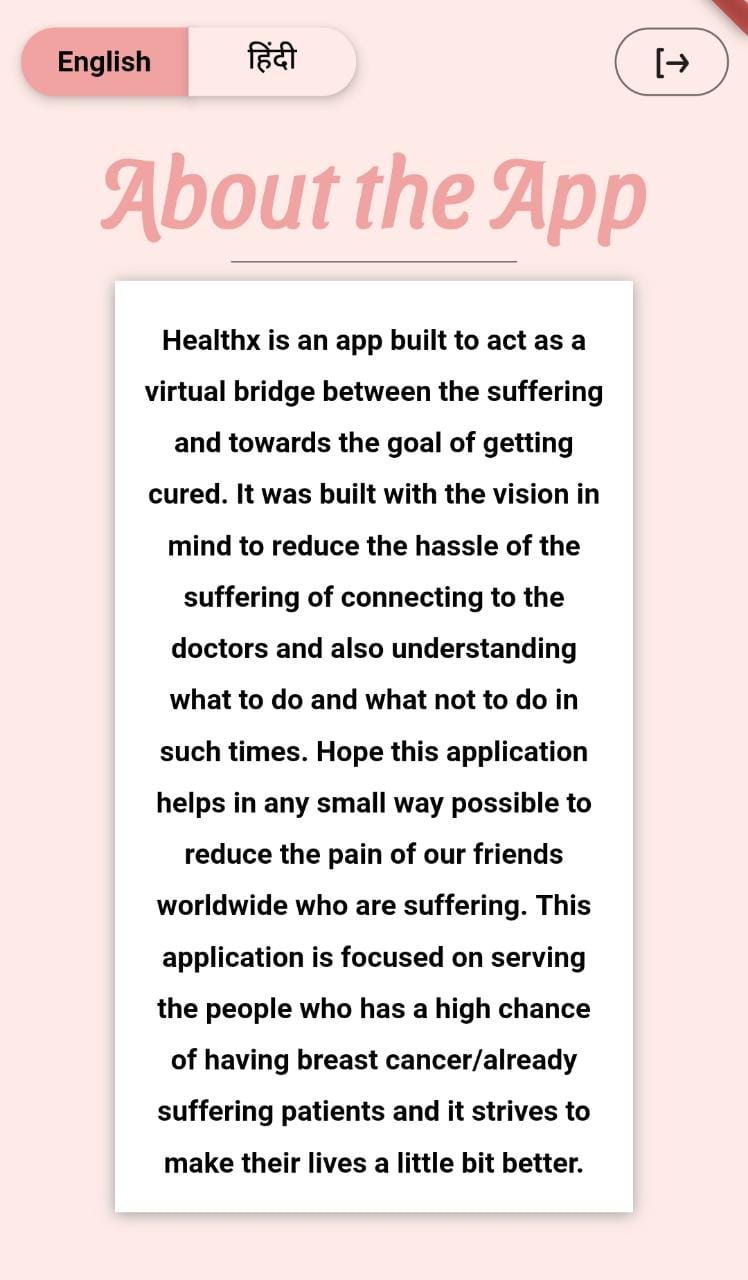 English
हिंदी
About the App
Healthx is an app built to act as a
virtual bridge between the suffering
and towards the goal of getting
cured. It was built with the vision in
mind to reduce the hassle of the
suffering of connecting to the
doctors and also understanding
what to do and what not to do in
such times. Hope this application
helps in any small way possible to
reduce the pain of our friends
worldwide who are suffering. This
application is focused on serving
the people who has a high chance
of having breast cancer/already
suffering patients and it strives to
make their lives a little bit better.